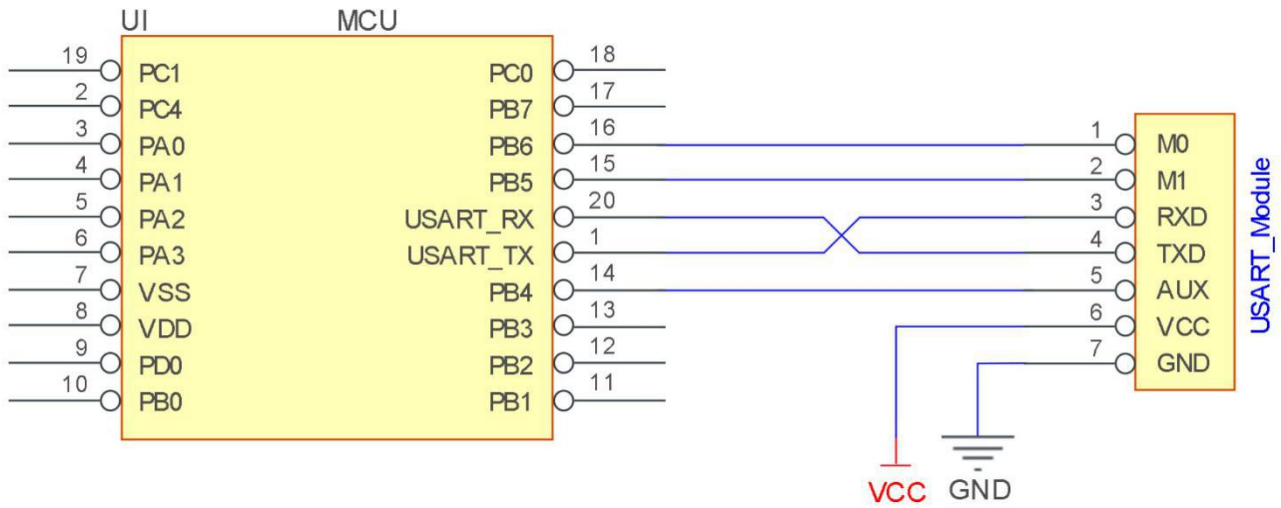 UI MCU
19 PC1 PC0 18
2 PC4 PB7 17
3 PA0 PB6 16 1 M0
4 PA1 PB5 15 2 M1
5 PA2 USART_RX 20 3 RXD
6 PA3 USART_TX 1 4 TXD
7 VSS PB4 14 5 AUX
8 VDD PB3 13 6 VCC
9 PD0 PB2 12 7 GND
10 PB0 PB1 11
USART_Module
VCC GND